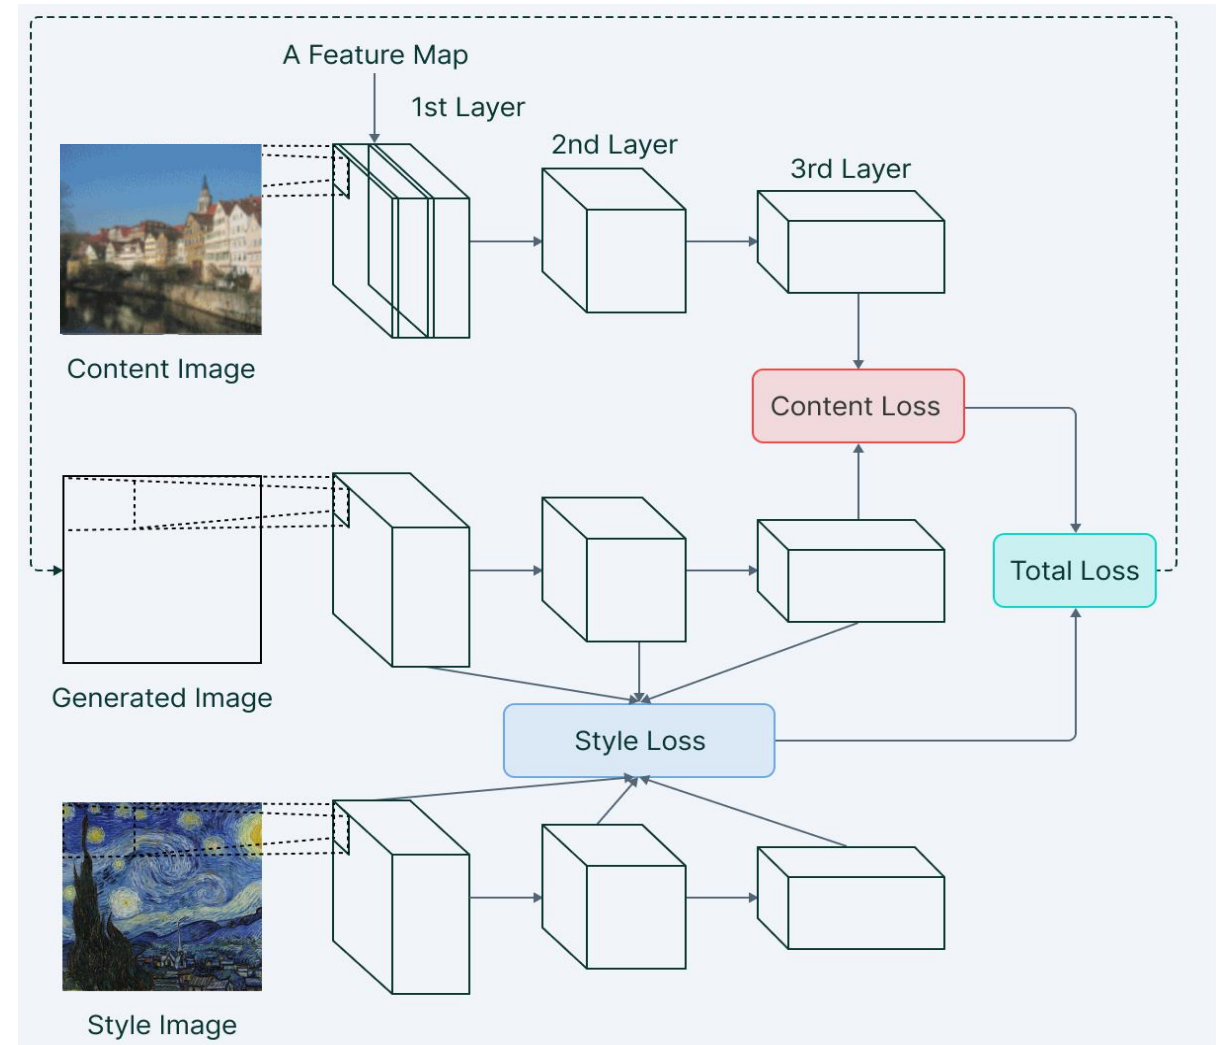 A Feature Map
1st Layer
2nd Layer
3rd Layer
Content Image
Content Loss
Total Loss
Generated Image
Style Loss
Style Image